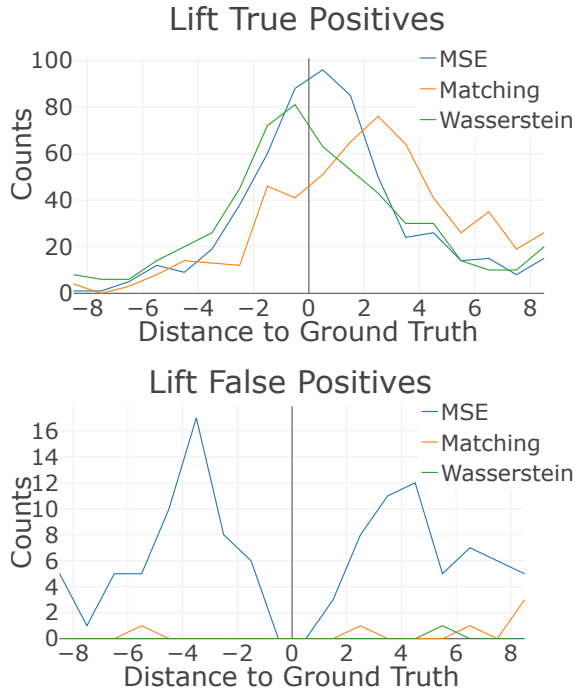 Lift True Positives
MSE
Matching
Wasserstein
Counts
100
80
60
40
20
0
−8 −6 −4 −2 0 2 4 6 8
Distance to Ground Truth
Lift False Positives
MSE
Matching
Wasserstein
Counts
16
14
12
10
8
6
4
2
0
−8 −6 −4 −2 0 2 4 6 8
Distance to Ground Truth